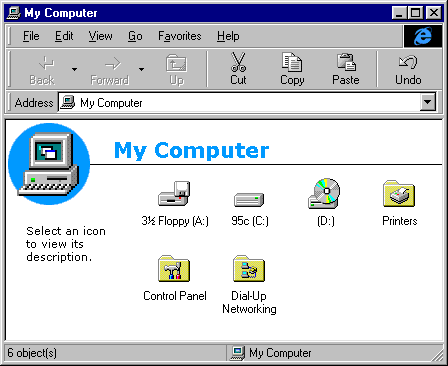 My Computer
File Edit View Go Favorites Help
Back Forward Up Cut Copy Paste Undo
Address My Computer
My Computer
Select an icon
to view its
description.
3½ Floppy (A:) 95c (C:) (D:) Printers
Control Panel Dial-Up
Networking
6 object(s) My Computer